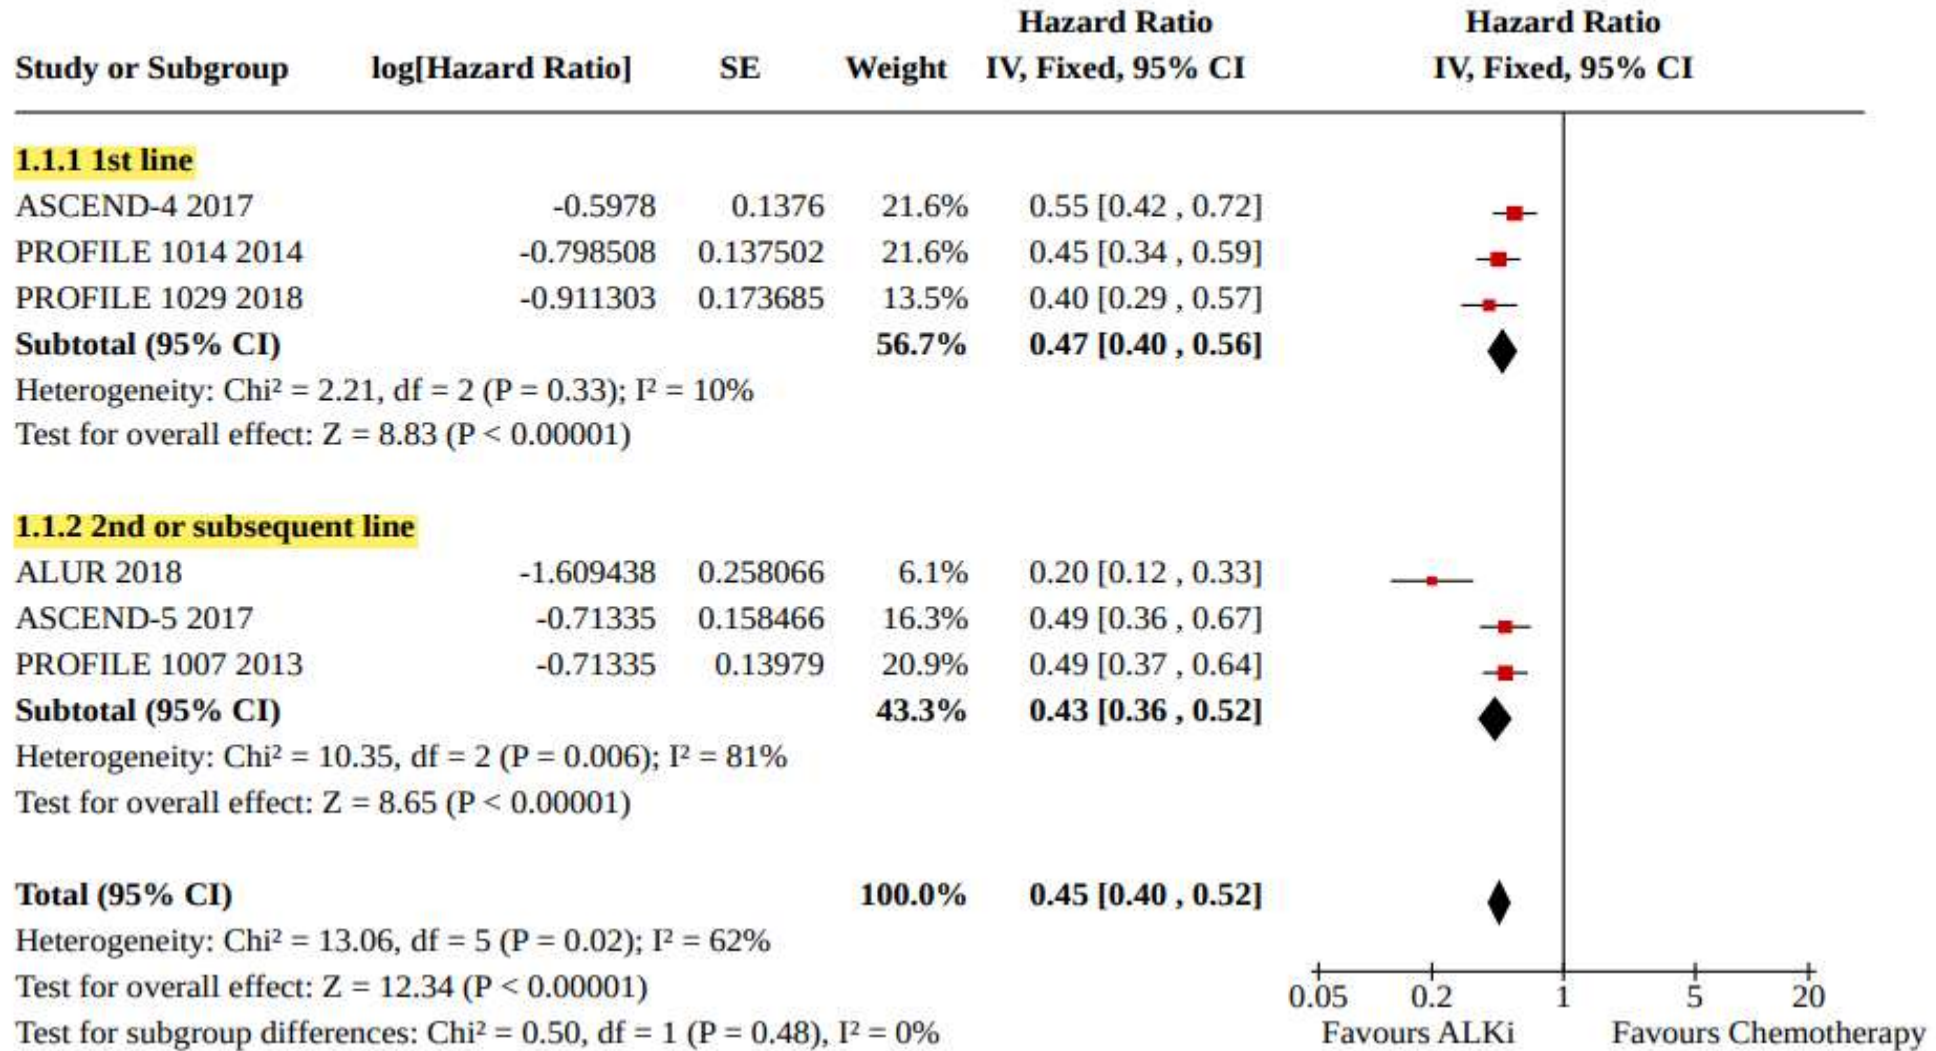 Hazard Ratio Hazard Ratio
Study or Subgroup log[Hazard Ratio] SE Weight IV, Fixed, 95% CI IV, Fixed, 95% CI
1.1.1 1st line
ASCEND-4 2017 -0.5978 0.1376 21.6% 0.55 [0.42 , 0.72]
PROFILE 1014 2014 -0.798508 0.137502 21.6% 0.45 [0.34 , 0.59]
PROFILE 1029 2018 -0.911303 0.173685 13.5% 0.40 [0.29 , 0.57]
Subtotal (95% CI) 56.7% 0.47 [0.40 , 0.56]
Heterogeneity: Chi² = 2.21, df = 2 (P = 0.33); I² = 10%
Test for overall effect: Z = 8.83 (P < 0.00001)
1.1.2 2nd or subsequent line
ALUR 2018 -1.609438 0.258066 6.1% 0.20 [0.12 , 0.33]
ASCEND-5 2017 -0.71335 0.158466 16.3% 0.49 [0.36 , 0.67]
PROFILE 1007 2013 -0.71335 0.13979 20.9% 0.49 [0.37 , 0.64]
Subtotal (95% CI) 43.3% 0.43 [0.36 , 0.52]
Heterogeneity: Chi² = 10.35, df = 2 (P = 0.006); I² = 81%
Test for overall effect: Z = 8.65 (P < 0.00001)
Total (95% CI) 100.0% 0.45 [0.40 , 0.52]
Heterogeneity: Chi² = 13.06, df = 5 (P = 0.02); I² = 62%
Test for overall effect: Z = 12.34 (P < 0.00001) 0.05 0.2 1 5 20
Test for subgroup differences: Chi² = 0.50, df = 1 (P = 0.48), I² = 0% Favours ALKi Favours Chemotherapy